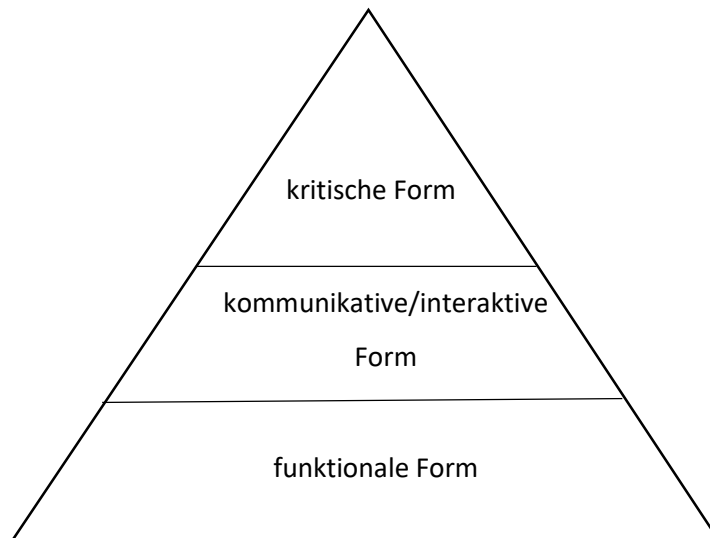 kritische Form
kommunikative/interaktive
Form
funktionale Form